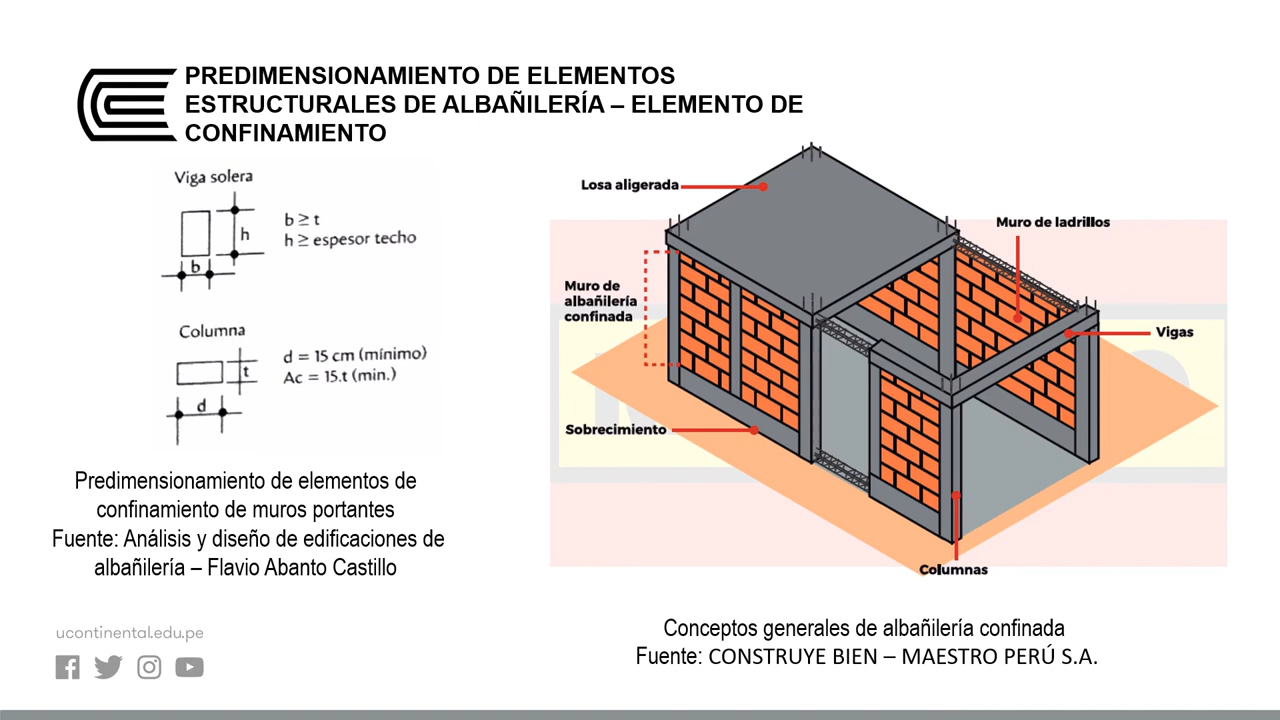 PREDIMENSIONAMIENTO DE ELEMENTOS
ESTRUCTURALES DE ALBAÑILERÍA – ELEMENTO DE
CONFINAMIENTO
Viga solera
b ≥ t
h ≥ espesor techo
h
b
Columna
d = 15 cm (mínimo)
Ac = 15.t (min.)
t
d
Predimensionamiento de elementos de
confinamiento de muros portantes
Fuente: Análisis y diseño de edificaciones de
albañilería – Flavio Abanto Castillo
Losa aligerada
Muro de ladrillos
Muro de
albañilería
confinada
Vigas
Sobrecimiento
Columnas
Conceptos generales de albañilería confinada
Fuente: CONSTRUYE BIEN – MAESTRO PERÚ S.A.
ucontinental.edu.pe